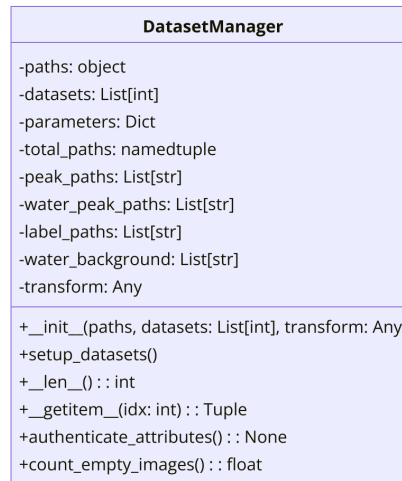 DatasetManager
-paths: object
-datasets: List[int]
-parameters: Dict
-total_paths: namedtuple
-peak_paths: List[str]
-water_peak_paths: List[str]
-label_paths: List[str]
-water_background: List[str]
-transform: Any
+__init__(paths, datasets: List[int], transform: Any
+setup_datasets()
+__len__() : : int
+__getitem__(idx: int) : : Tuple
+authenticate_attributes() : : None
+count_empty_images() : : float